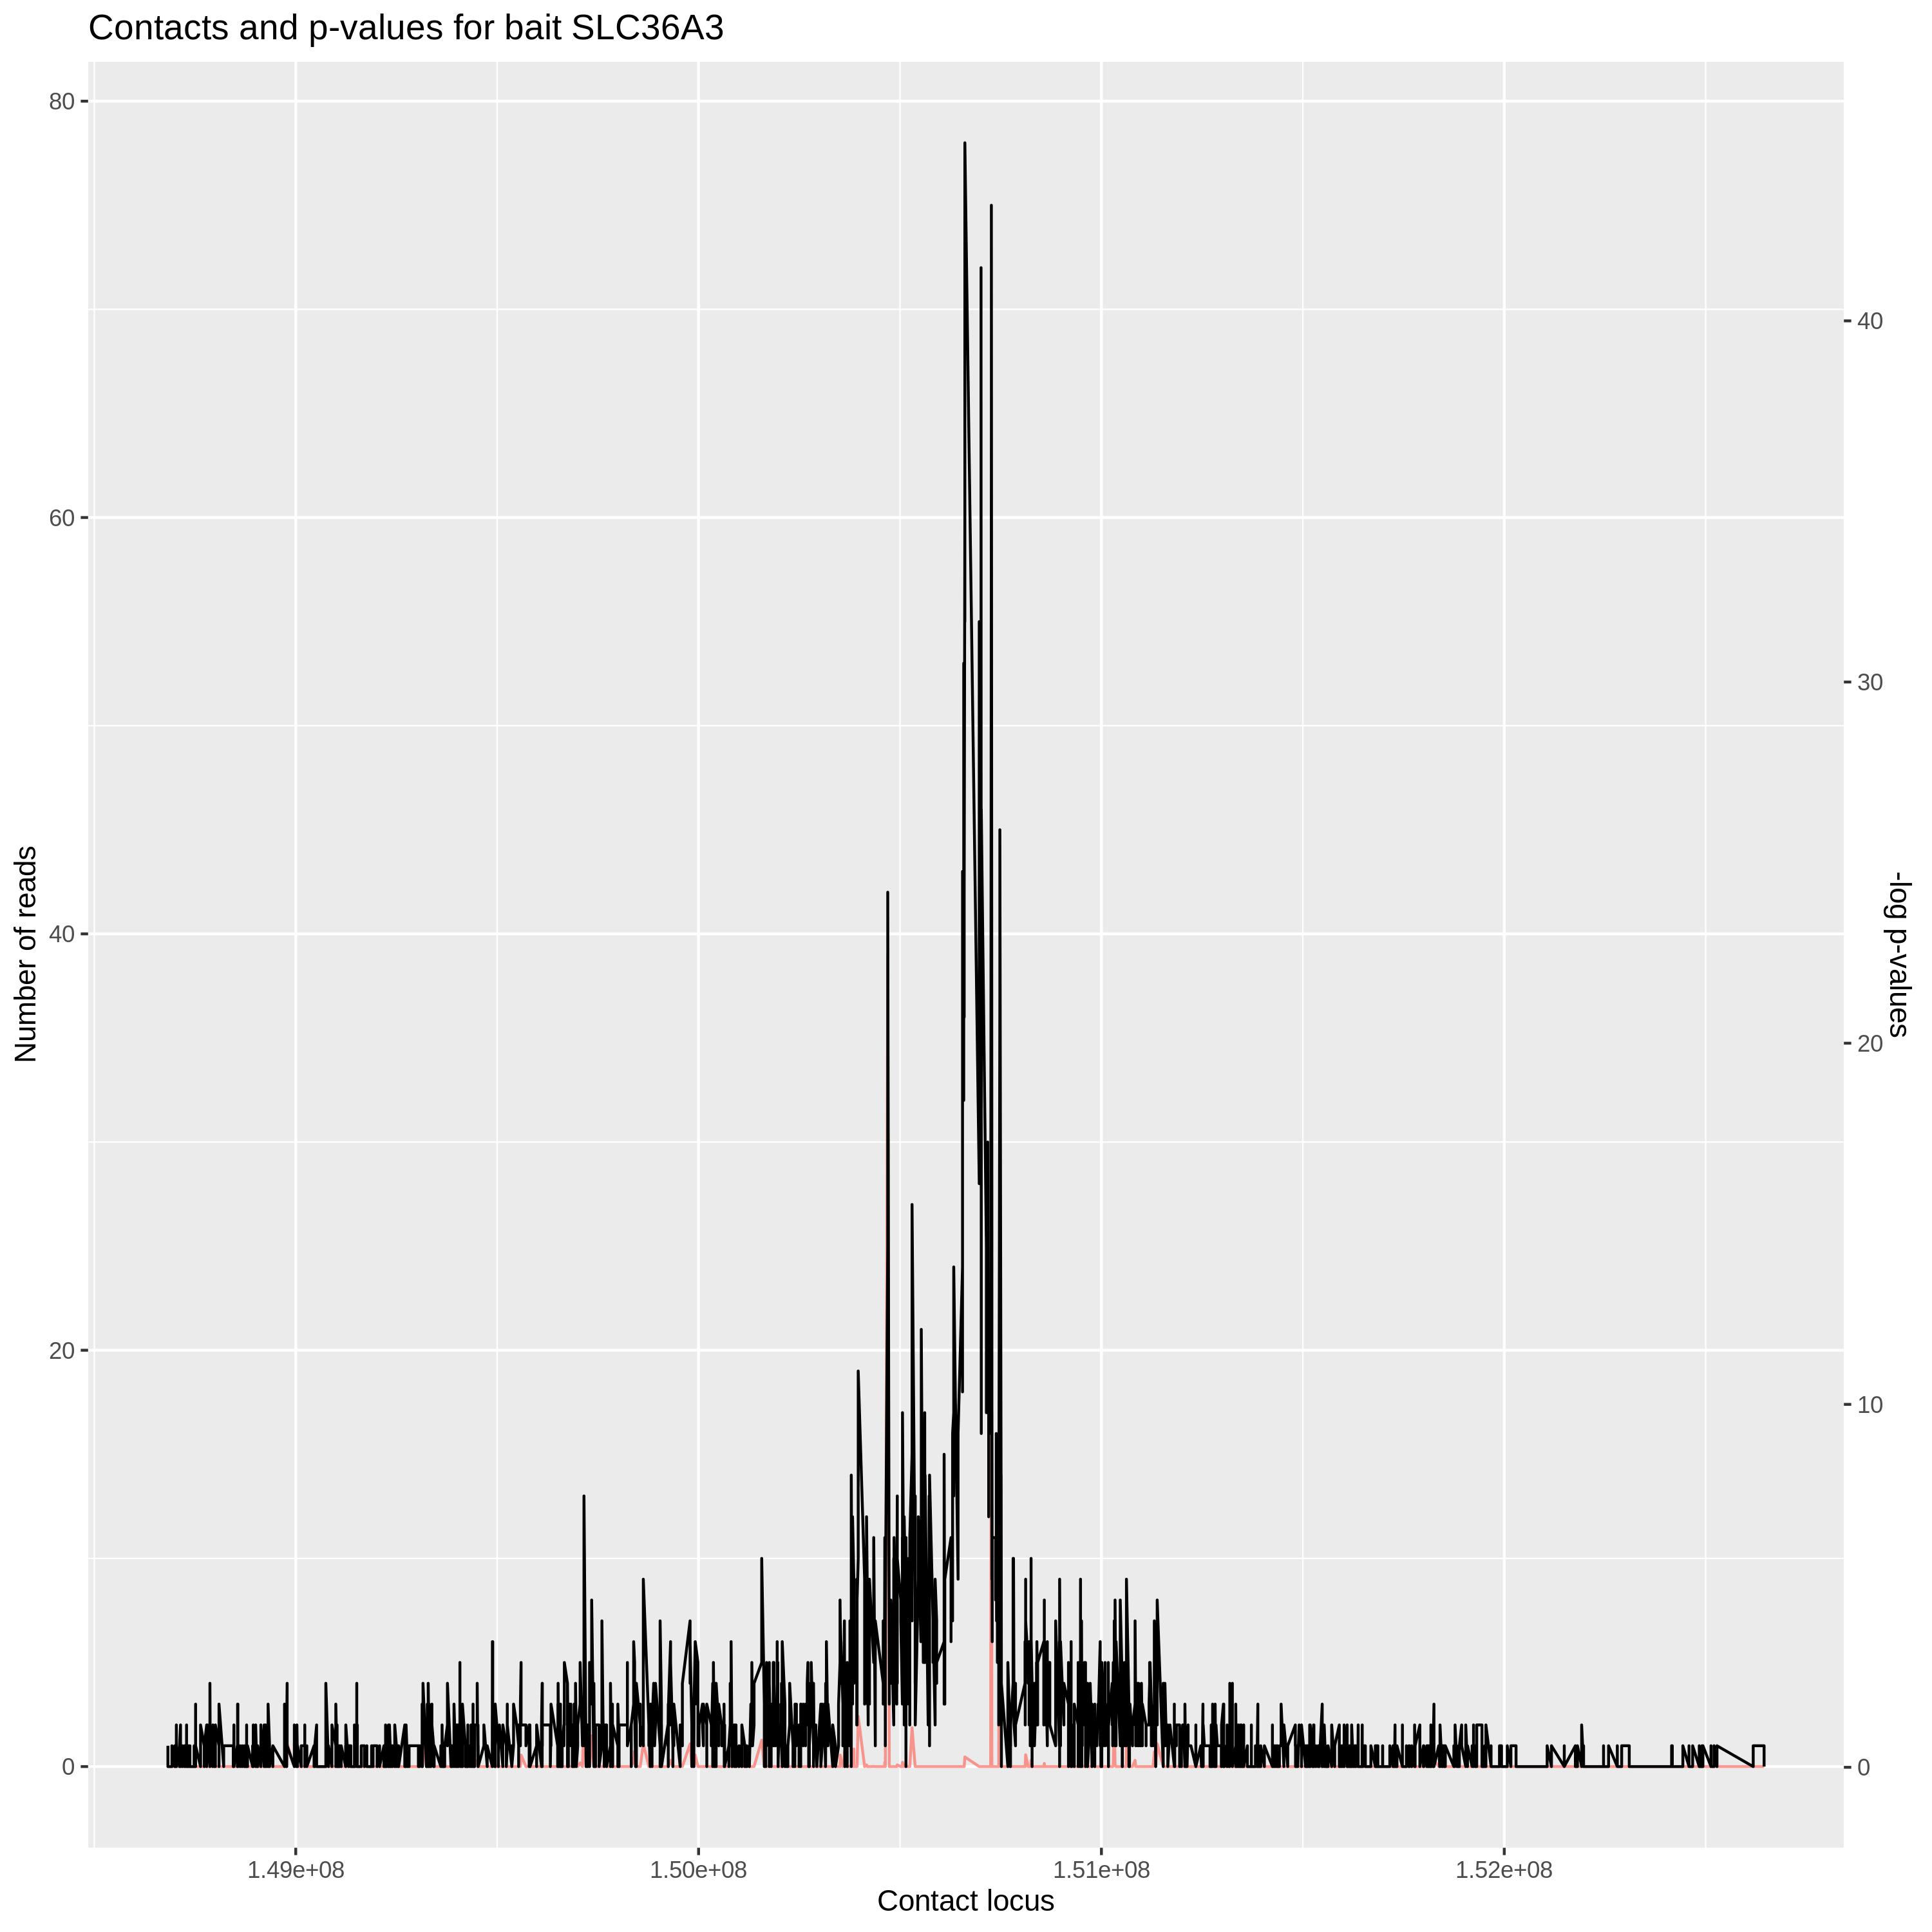 Contacts and p-values for bait SLC36A3
80
60
40
20
0
Number of reads
40
30
20
10
0
-log p-values
1.49e+08 1.50e+08 1.51e+08 1.52e+08
Contact locus